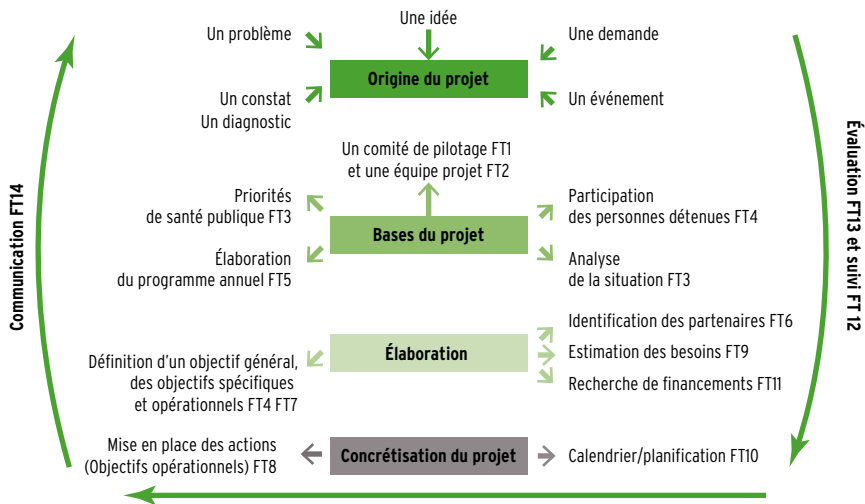 Une idée
Un problème
Une demande
Origine du projet
Un constat
Un diagnostic
Un événement
Un comité de pilotage FT1
et une équipe projet FT2
Priorités
de santé publique FT3
Participation
des personnes détenues FT4
Bases du projet
Élaboration
du programme annuel FT5
Analyse
de la situation FT3
Identification des partenaires FT6
Élaboration
Estimation des besoins FT9
Définition d'un objectif général,
des objectifs spécifiques
et opérationnels FT4 FT7
Recherche de financements FT11
Mise en place des actions
(Objectifs opérationnels) FT8
Concrétisation du projet
Calendrier/planification FT10
Communication FT14
Évaluation FT13 et suivi FT 12